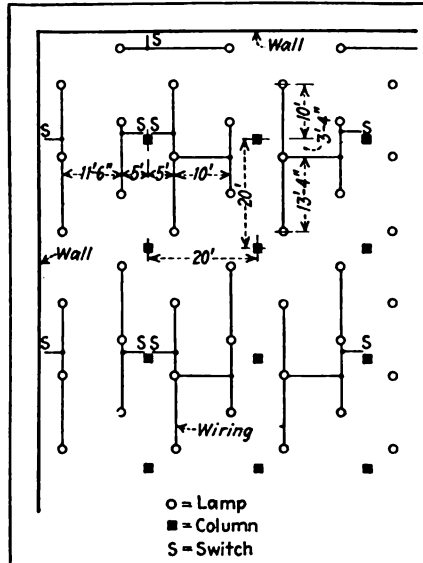 S
Wall
S
S S
10'
3'-4"
S
11'-6"
5'
5'
10'
20'
13'-4"
Wall
20'
S
S S
S
Wiring
O = Lamp
■ = Column
S = Switch